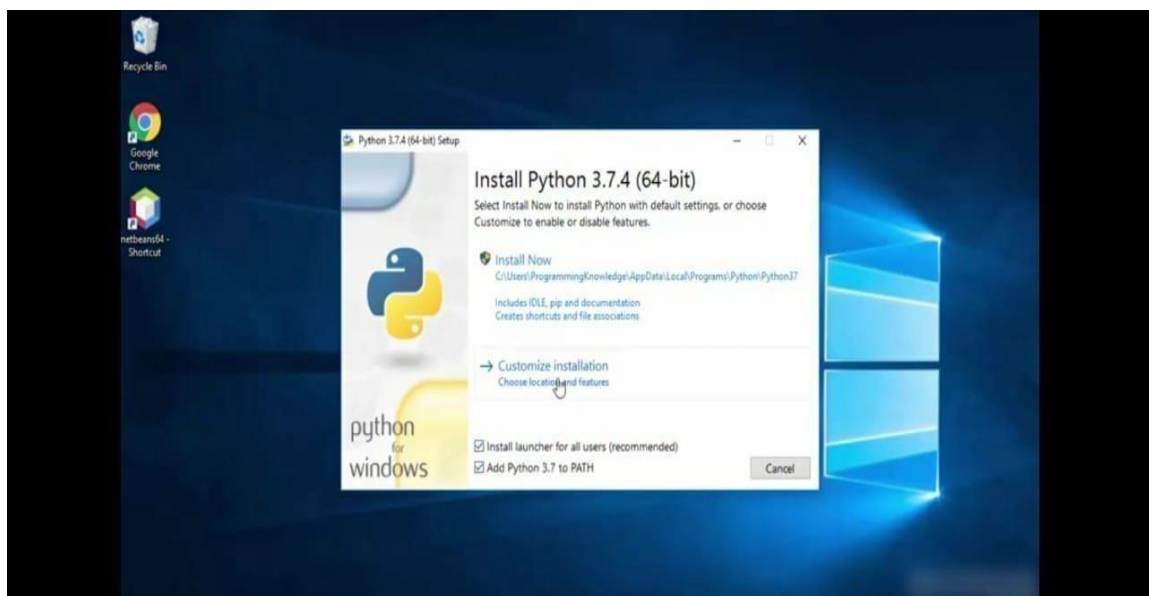 Recycle Bin
Google
Chrome
netbeans64 -
Shortcut
Python 3.7.4 (64-bit) Setup
Install Python 3.7.4 (64-bit)
Select Install Now to install Python with default settings, or choose
Customize to enable or disable features.
Install Now
C:\Users\ProgrammingKnowledge\AppData\Local\Programs\Python\Python37
Includes IDLE, pip and documentation
Creates shortcuts and file associations
Customize installation
Choose location and features
python
for
windows
Install launcher for all users (recommended)
Add Python 3.7 to PATH
Cancel